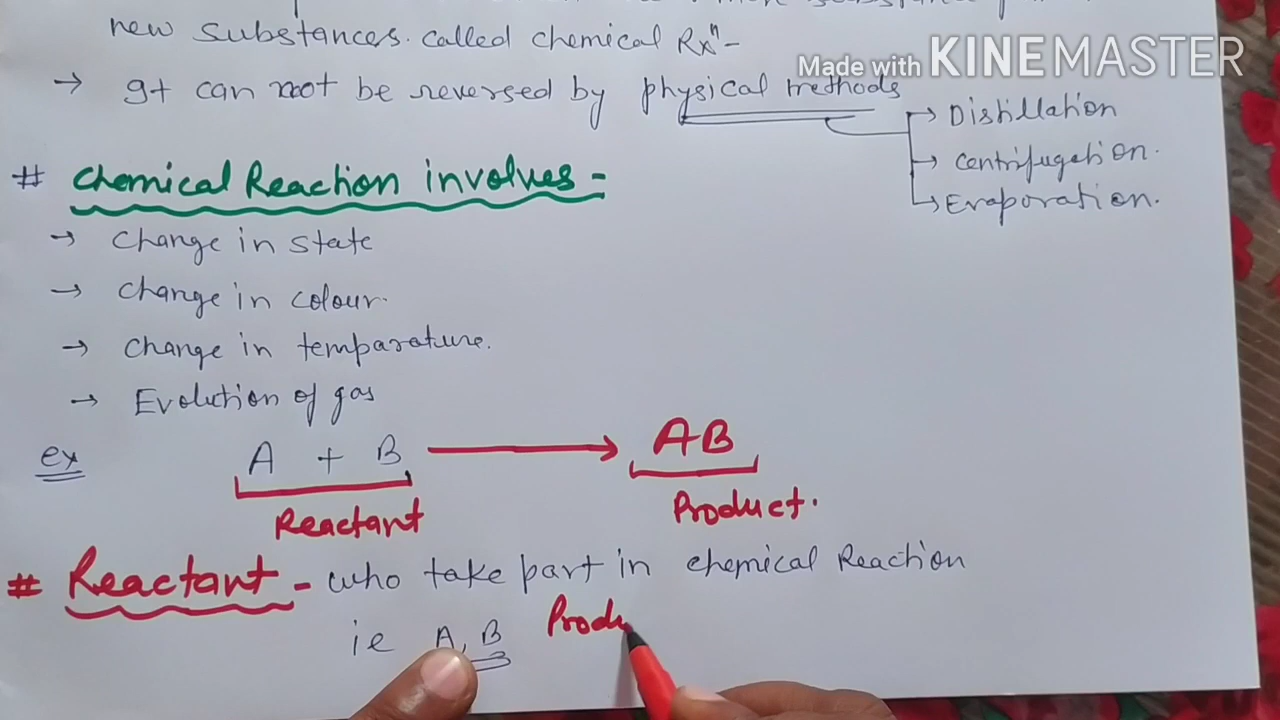 new substances. called chemical Rxⁿ-
Made with KINEMASTER
→ It can not be reversed by physical methods
→ Distillation
→ Centrifugation.
→ Evaporation.
# Chemical Reaction involves -
→ Change in state
→ Change in colour.
→ Change in temparature.
→ Evolution of gas
ex A + B → AB
Reactant Product.
# Reactant - who take part in chemical Reaction
ie A, B Produ